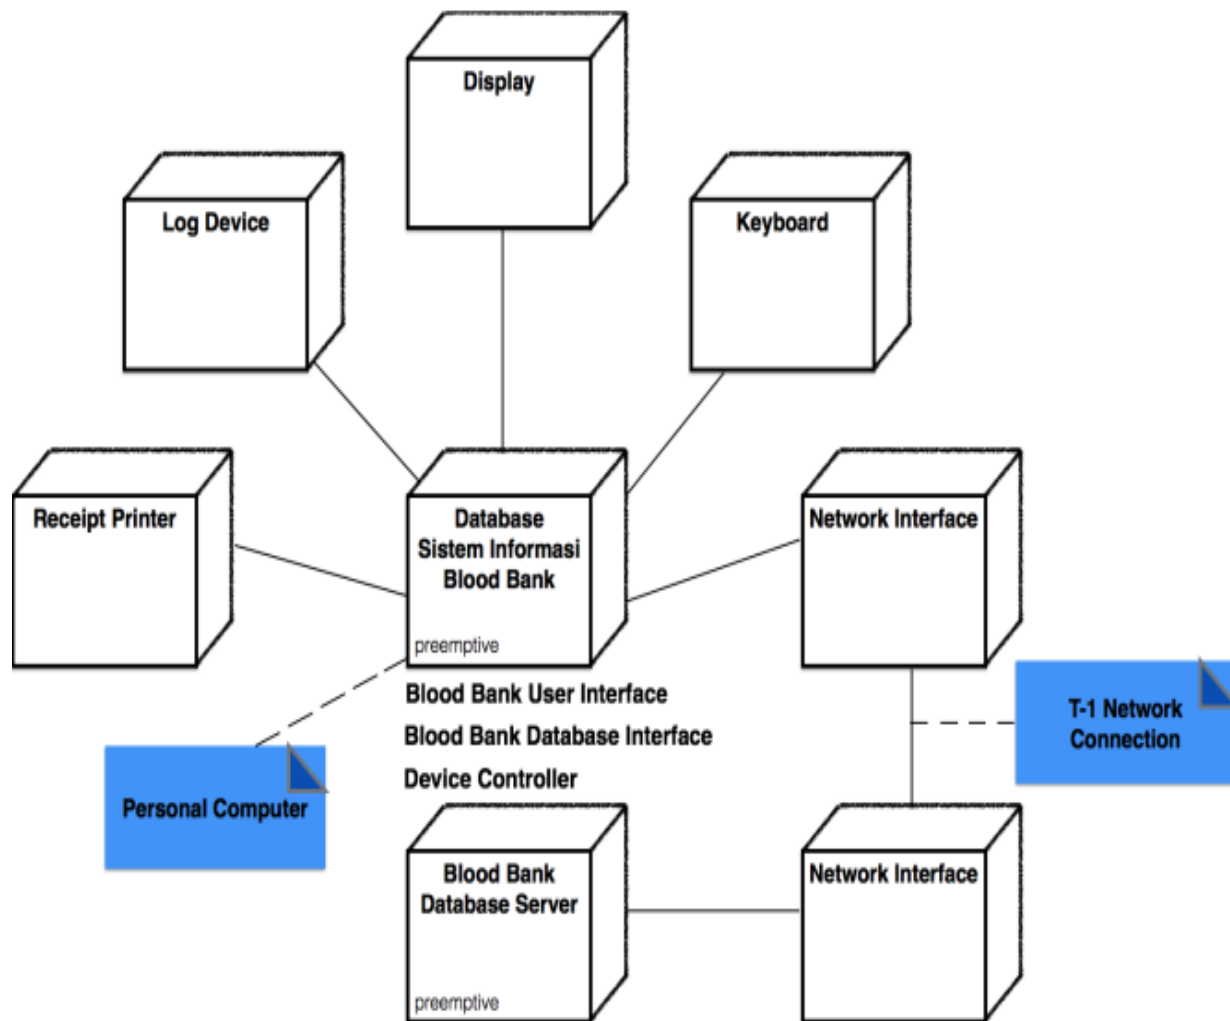 Display
Log Device
Keyboard
Receipt Printer
Database
Sistem Informasi
Blood Bank
preemptive
Network Interface
Blood Bank User Interface
Blood Bank Database Interface
Device Controller
T-1 Network
Connection
Personal Computer
Blood Bank
Database Server
preemptive
Network Interface